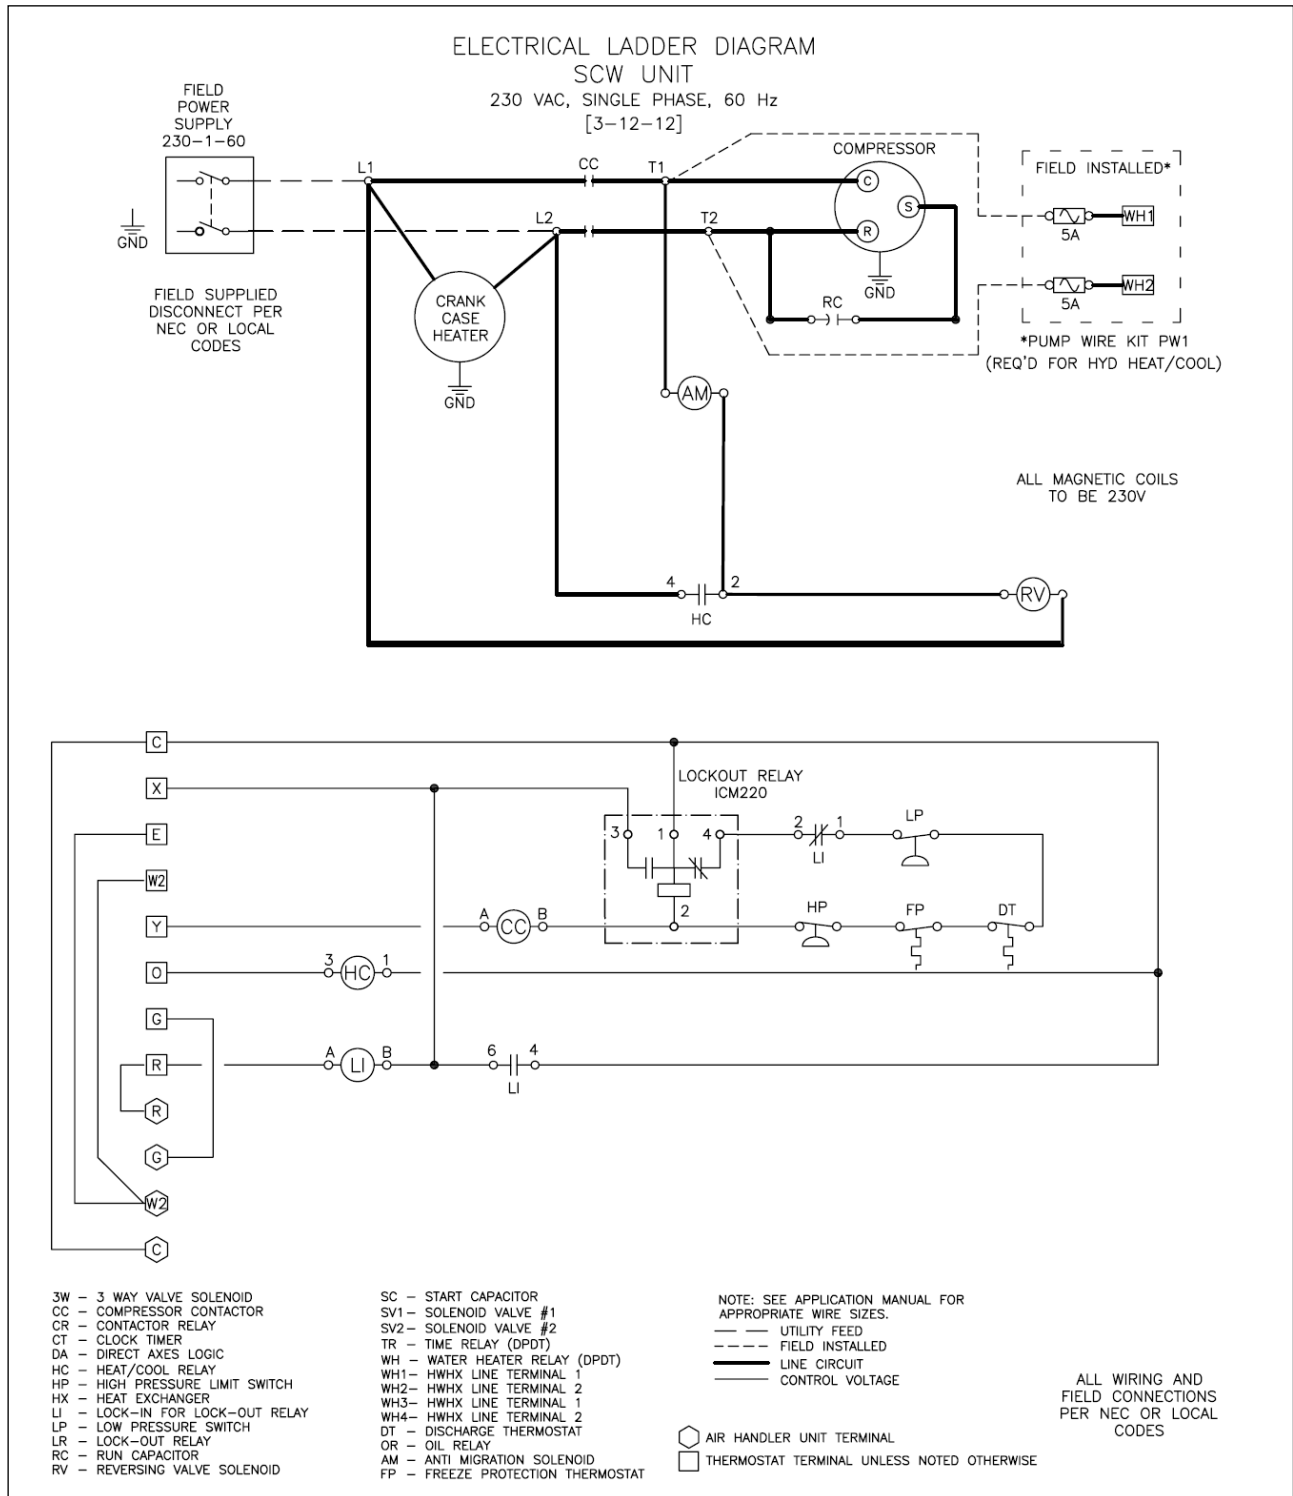 ELECTRICAL LADDER DIAGRAM
SCW UNIT
230 VAC, SINGLE PHASE, 60 Hz
[3-12-12]
FIELD
POWER
SUPPLY
230-1-60
GND
FIELD SUPPLIED
DISCONNECT PER
NEC OR LOCAL
CODES
L1
CC
T1
L2
T2
CRANK
CASE
HEATER
GND
COMPRESSOR
C
S
R
GND
RC
FIELD INSTALLED*
WH1
5A
WH2
5A
*PUMP WIRE KIT PW1
(REQ'D FOR HYD HEAT/COOL)
AM
ALL MAGNETIC COILS
TO BE 230V
4
2
HC
RV
C
X
LOCKOUT RELAY
ICM220
E
3
1
4
2
1
LI
LP
W2
Y
A
CC
B
2
HP
FP
DT
O
3
HC
1
G
R
A
LI
B
6
4
LI
R
G
W2
C
3W - 3 WAY VALVE SOLENOID
CC - COMPRESSOR CONTACTOR
CR - CONTACTOR RELAY
CT - CLOCK TIMER
DA - DIRECT AXES LOGIC
HC - HEAT/COOL RELAY
HP - HIGH PRESSURE LIMIT SWITCH
HX - HEAT EXCHANGER
LI - LOCK-IN FOR LOCK-OUT RELAY
LP - LOW PRESSURE SWITCH
LR - LOCK-OUT RELAY
RC - RUN CAPACITOR
RV - REVERSING VALVE SOLENOID
SC - START CAPACITOR
SV1- SOLENOID VALVE #1
SV2- SOLENOID VALVE #2
TR - TIME RELAY (DPDT)
WH - WATER HEATER RELAY (DPDT)
WH1- HWHX LINE TERMINAL 1
WH2- HWHX LINE TERMINAL 2
WH3- HWHX LINE TERMINAL 1
WH4- HWHX LINE TERMINAL 2
DT - DISCHARGE THERMOSTAT
OR - OIL RELAY
AM - ANTI MIGRATION SOLENOID
FP - FREEZE PROTECTION THERMOSTAT
NOTE: SEE APPLICATION MANUAL FOR
APPROPRIATE WIRE SIZES.
UTILITY FEED
FIELD INSTALLED
LINE CIRCUIT
CONTROL VOLTAGE
AIR HANDLER UNIT TERMINAL
THERMOSTAT TERMINAL UNLESS NOTED OTHERWISE
ALL WIRING AND
FIELD CONNECTIONS
PER NEC OR LOCAL
CODES